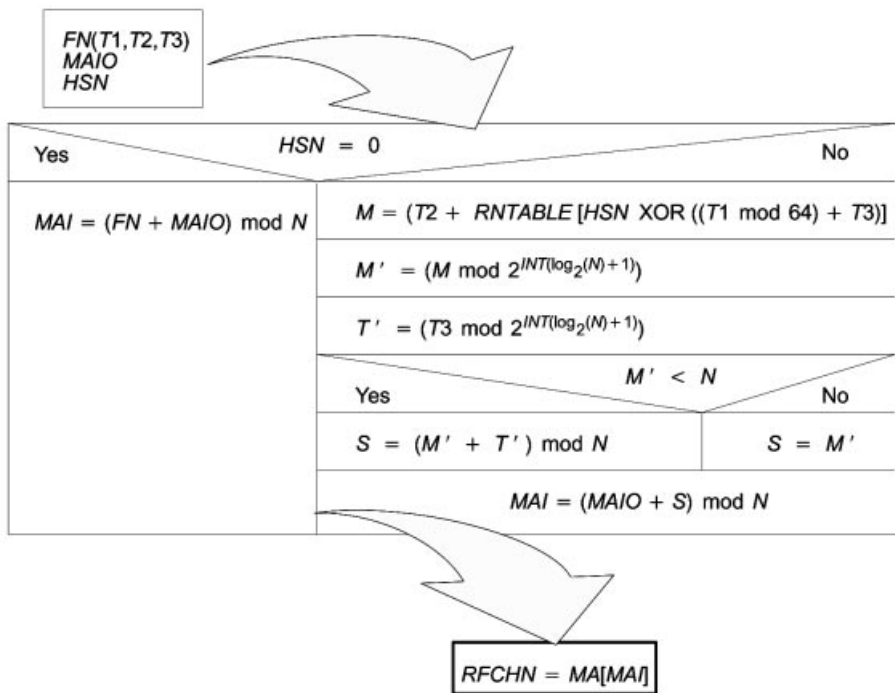 FN(T1,T2,T3)
MAIO
HSN
HSN = 0
Yes
No
MAI = (FN + MAIO) mod N
M = (T2 + RNTABLE [HSN XOR ((T1 mod 64) + T3)]
M ' = (M mod 2^INT(log₂(N)+1))
T ' = (T3 mod 2^INT(log₂(N)+1))
M ' < N
Yes
No
S = (M ' + T ' ) mod N
S = M '
MAI = (MAIO + S) mod N
RFCHN = MA[MAI]